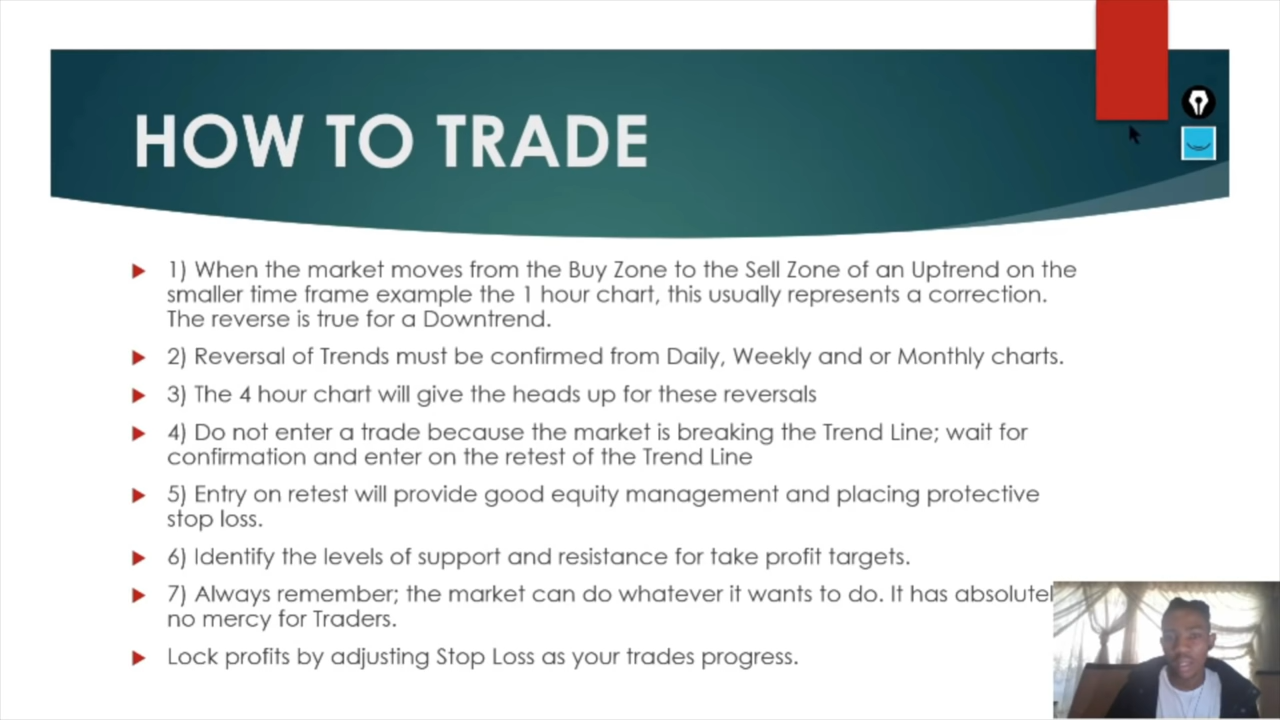 HOW TO TRADE
1) When the market moves from the Buy Zone to the Sell Zone of an Uptrend on the
smaller time frame example the 1 hour chart, this usually represents a correction.
The reverse is true for a Downtrend.
2) Reversal of Trends must be confirmed from Daily, Weekly and or Monthly charts.
3) The 4 hour chart will give the heads up for these reversals
4) Do not enter a trade because the market is breaking the Trend Line; wait for
confirmation and enter on the retest of the Trend Line
5) Entry on retest will provide good equity management and placing protective
stop loss.
6) Identify the levels of support and resistance for take profit targets.
7) Always remember; the market can do whatever it wants to do. It has absolutel
no mercy for Traders.
Lock profits by adjusting Stop Loss as your trades progress.